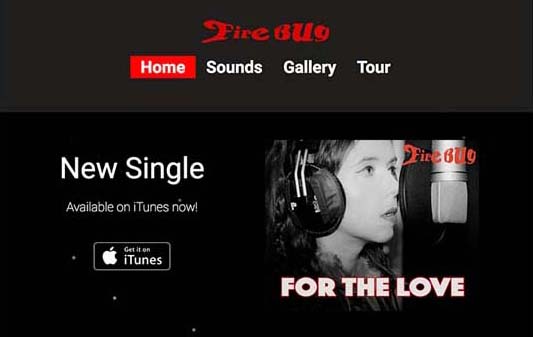 Fire BUg
Home Sounds Gallery Tour
New Single
Available on iTunes now!
Get it on
iTunes
Fire BUg
FOR THE LOVE